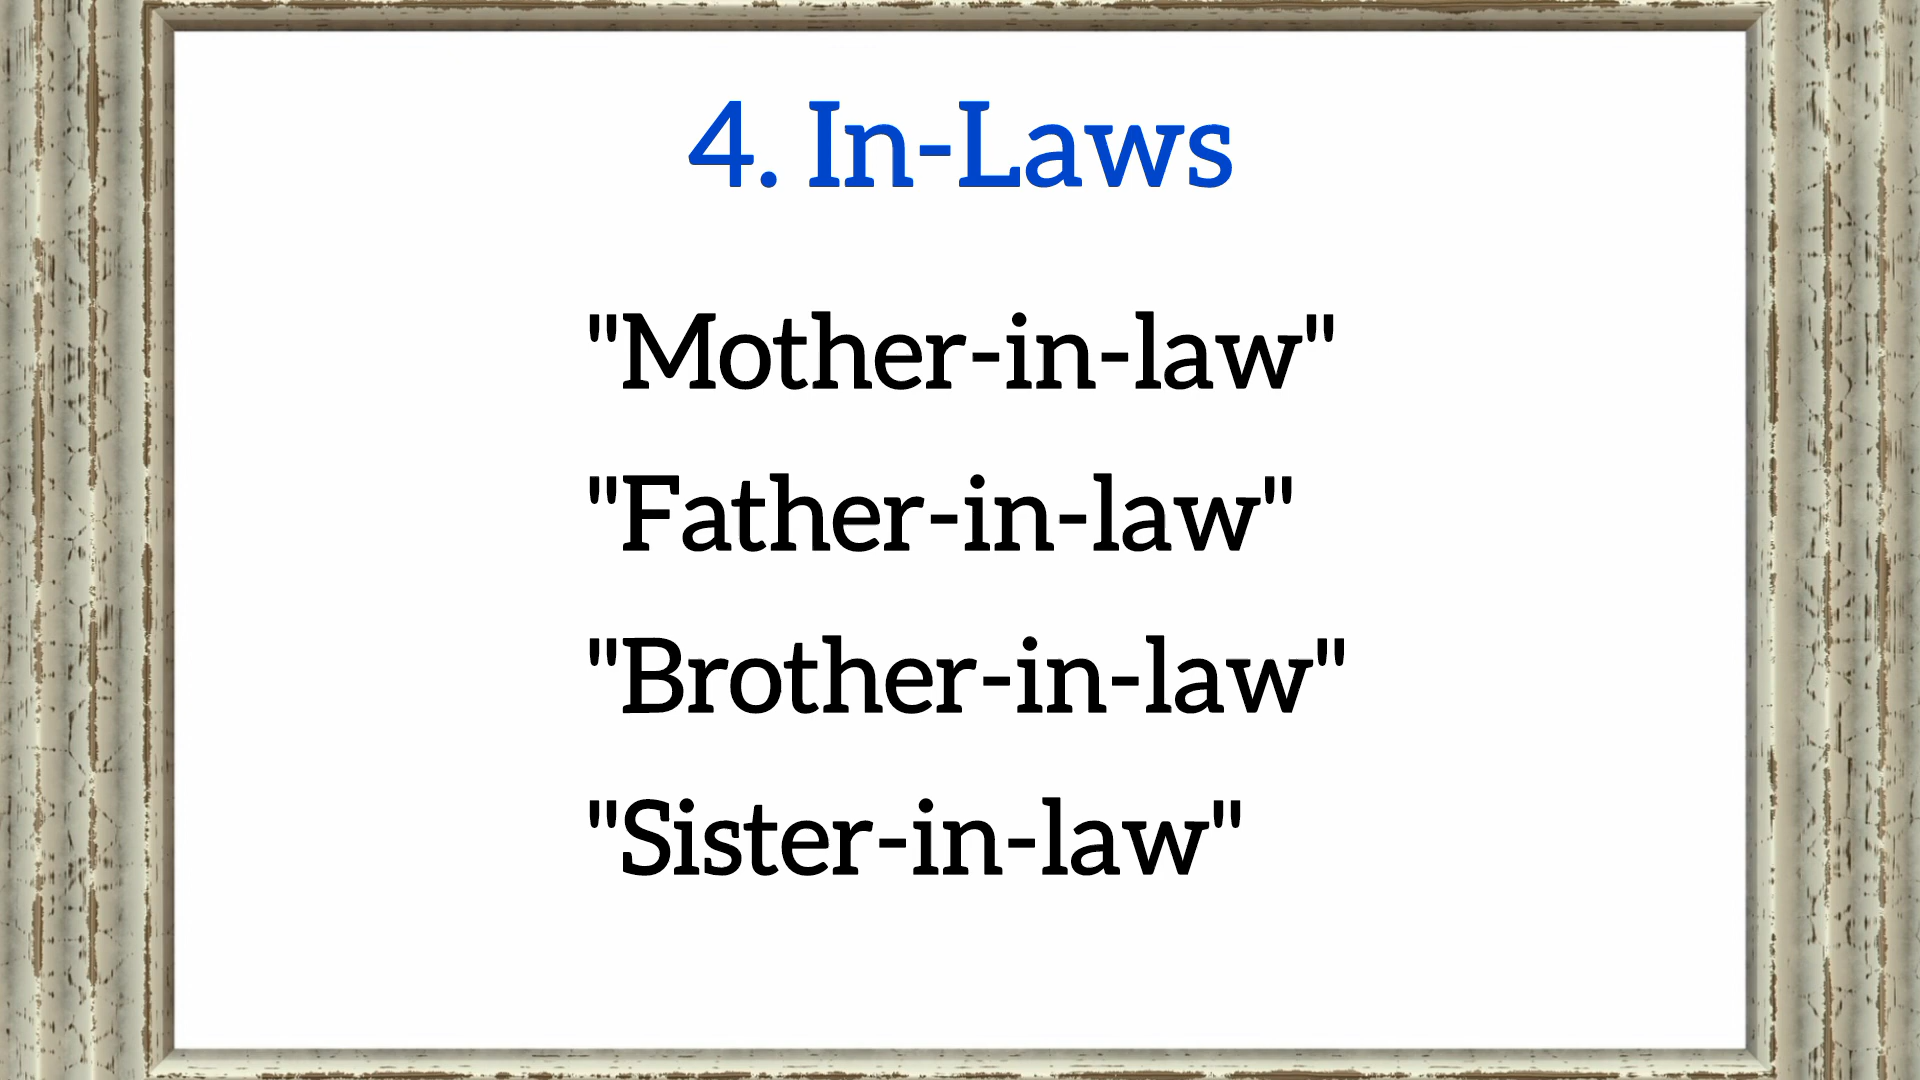 4. In-Laws
"Mother-in-law"
"Father-in-law"
"Brother-in-law"
"Sister-in-law"